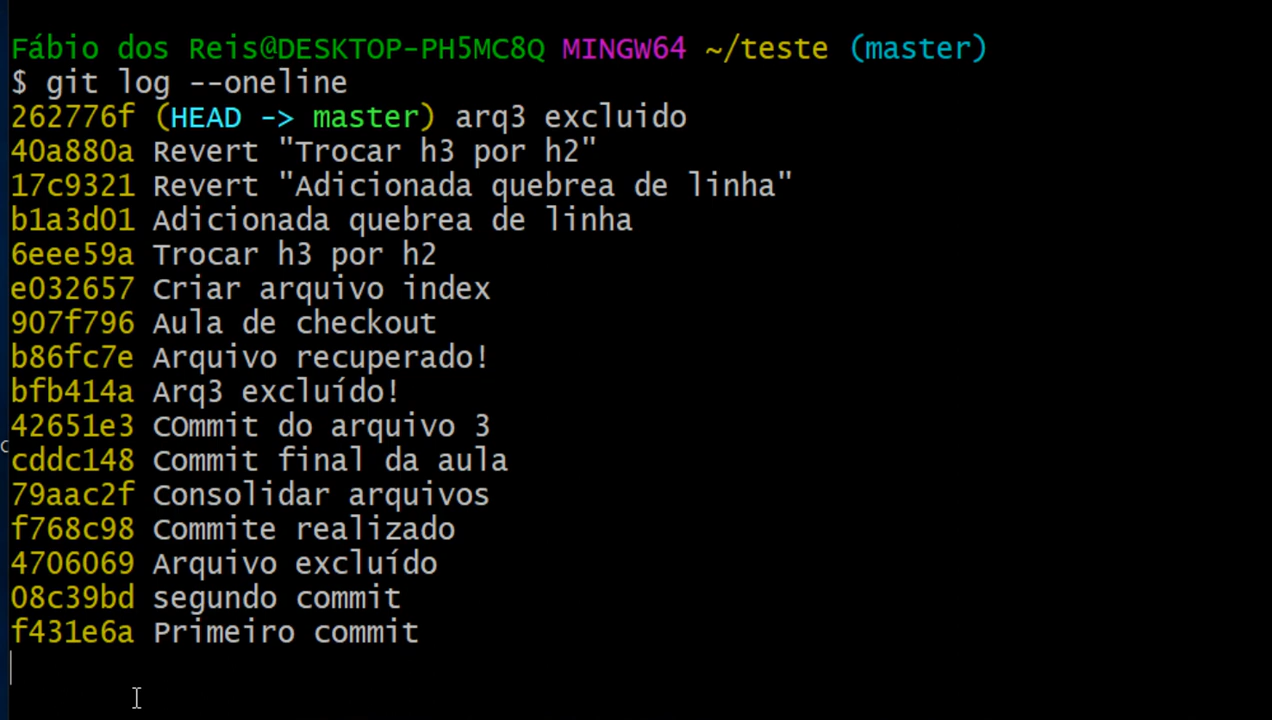 Fábio dos Reis@DESKTOP-PH5MC8Q MINGW64 ~/teste (master)
$ git log --oneline
262776f (HEAD -> master) arq3 excluido
40a880a Revert "Trocar h3 por h2"
17c9321 Revert "Adicionada quebrea de linha"
b1a3d01 Adicionada quebrea de linha
6eee59a Trocar h3 por h2
e032657 Criar arquivo index
907f796 Aula de checkout
b86fc7e Arquivo recuperado!
bfb414a Arq3 excluído!
42651e3 COmmit do arquivo 3
cddc148 Commit final da aula
79aac2f Consolidar arquivos
f768c98 Commite realizado
4706069 Arquivo excluído
08c39bd segundo commit
f431e6a Primeiro commit